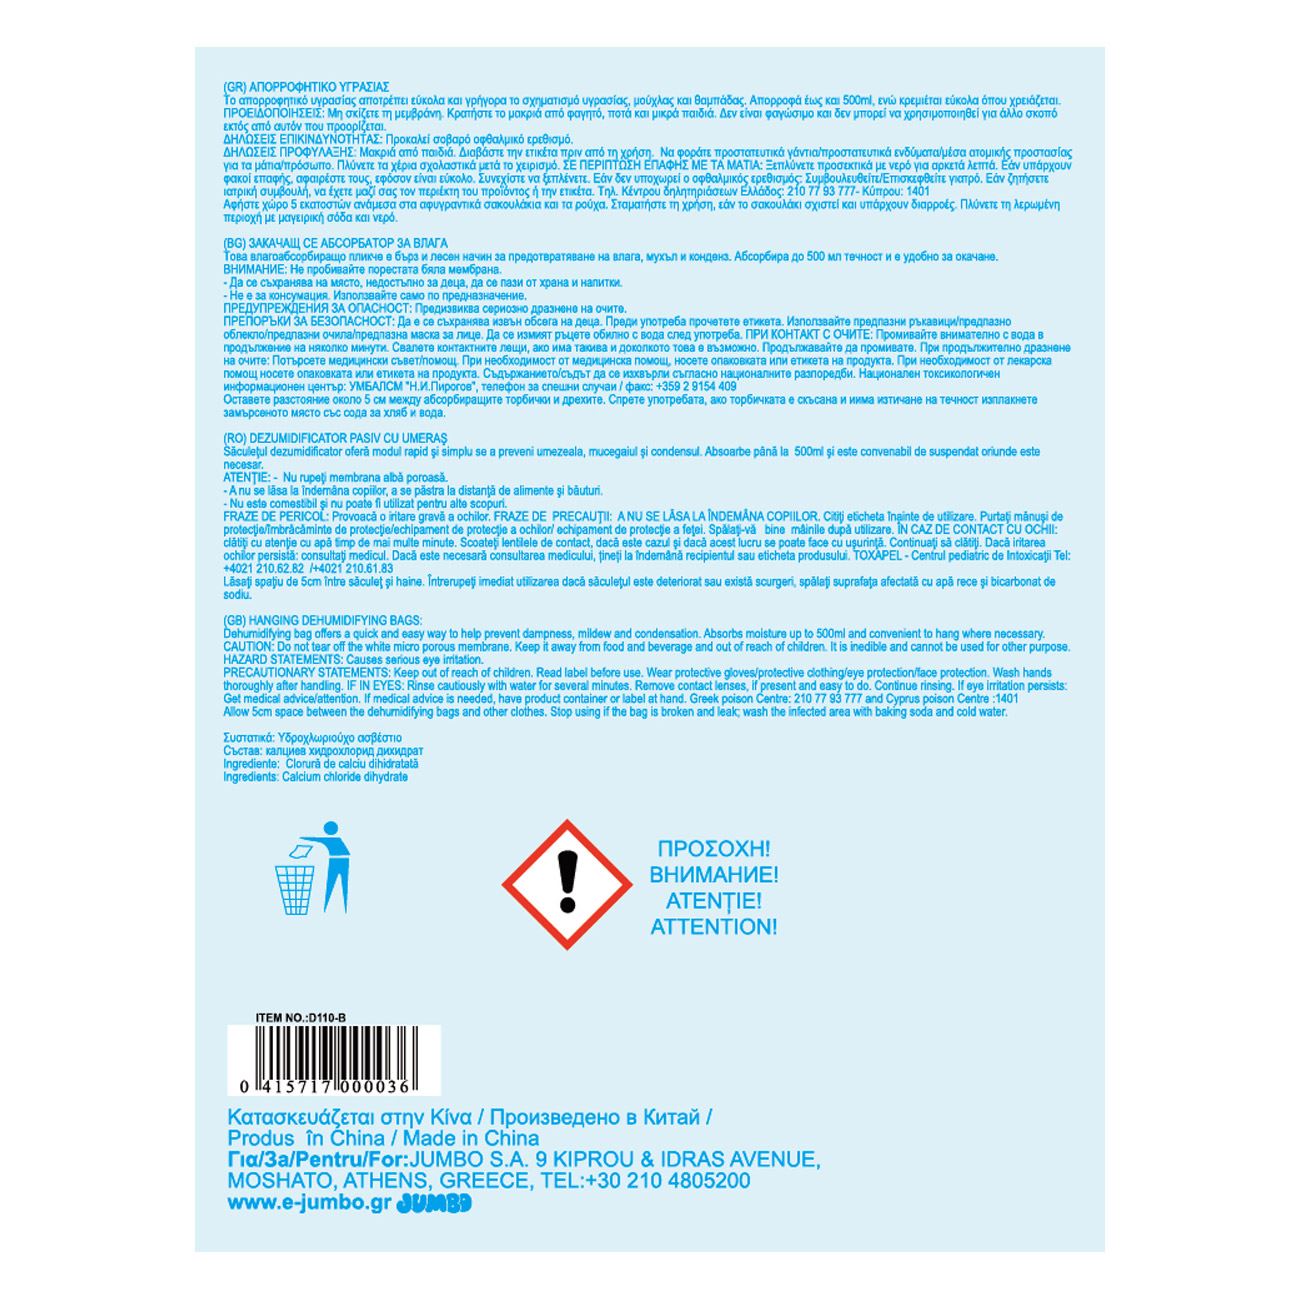 (GR) ΑΠΟΡΡΟΦΗΤΙΚΟ ΥΓΡΑΣΙΑΣ
Το απορροφητικό υγρασίας αποτρέπει εύκολα και γρήγορα το σχηματισμό υγρασίας, μούχλας και θαμπάδας. Απορροφά έως και 500ml, ενώ κρεμιέται εύκολα όπου χρειάζεται.
ΠΡΟΕΙΔΟΠΟΙΗΣΕΙΣ: Μη σκίζετε τη μεμβράνη. Κρατήστε το μακριά από φαγητό, ποτά και μικρά παιδιά. Δεν είναι φαγώσιμο και δεν μπορεί να χρησιμοποιηθεί για άλλο σκοπό
εκτός από αυτόν που προορίζεται.
ΔΗΛΩΣΕΙΣ ΕΠΙΚΙΝΔΥΝΟΤΗΤΑΣ: Προκαλεί σοβαρό οφθαλμικό ερεθισμό.
ΔΗΛΩΣΕΙΣ ΠΡΟΦΥΛΑΞΗΣ: Μακριά από παιδιά. Διαβάστε την ετικέτα πριν από τη χρήση. Να φοράτε προστατευτικά γάντια/προστατευτικά ενδύματα/μέσα ατομικής προστασίας
για τα μάτια/πρόσωπο. Πλύνετε τα χέρια σχολαστικά μετά το χειρισμό. ΣΕ ΠΕΡΙΠΤΩΣΗ ΕΠΑΦΗΣ ΜΕ ΤΑ ΜΑΤΙΑ: Ξεπλύνετε προσεκτικά με νερό για αρκετά λεπτά. Εάν υπάρχουν
φακοί επαφής, αφαιρέστε τους, εφόσον είναι εύκολο. Συνεχίστε να ξεπλένετε. Εάν δεν υποχωρεί ο οφθαλμικός ερεθισμός: Συμβουλευθείτε/Επισκεφθείτε γιατρό. Εάν ζητήσετε
ιατρική συμβουλή, να έχετε μαζί σας τον περιέκτη του προϊόντος ή την ετικέτα. Τηλ. Κέντρου δηλητηριάσεων Ελλάδος: 210 77 93 777- Κύπρου: 1401
Αφήστε χώρο 5 εκατοστών ανάμεσα στα αφυγραντικά σακουλάκια και τα ρούχα. Σταματήστε τη χρήση, εάν το σακουλάκι σχιστεί και υπάρχουν διαρροές. Πλύνετε τη λερωμένη
περιοχή με μαγειρική σόδα και νερό.
(BG) ЗАКАЧАЩ СЕ АБСОРБАТОР ЗА ВЛАГА
Това влагоабсорбиращо пликче е бърз и лесен начин за предотвратяване на влага, мухъл и конденз. Абсорбира до 500 мл течност и е удобно за окачане.
ВНИМАНИЕ: Не пробивайте порестата бяла мембрана.
- Да се съхранява на място, недостъпно за деца, да се пази от храна и напитки.
- Не е за консумация. Използвайте само по предназначение.
ПРЕДУПРЕЖДЕНИЯ ЗА ОПАСНОСТ: Предизвиква сериозно дразнене на очите.
ПРЕПОРЪКИ ЗА БЕЗОПАСНОСТ: Да е се съхранява извън обсега на деца. Преди употреба прочетете етикета. Използвайте предпазни ръкавици/предпазно
облекло/предпазни очила/предпазна маска за лице. Да се измият ръцете обилно с вода след употреба. ПРИ КОНТАКТ С ОЧИТЕ: Промивайте внимателно с вода в
продължение на няколко минути. Свалете контактните лещи, ако има такива и доколкото това е възможно. Продължавайте да промивате. При продължително дразнене
на очите: Потърсете медицински съвет/помощ. При необходимост от медицинска помощ, носете опаковката или етикета на продукта. При необходимост от лекарска
помощ носете опаковката или етикета на продукта. Съдържанието/съдът да се изхвърли съгласно националните разпоредби. Национален токсикологичен
информационен център: УМБАЛСМ "Н.И.Пирогов", телефон за спешни случаи / факс: +359 2 9154 409
Оставете разстояние около 5 см между абсорбиращите торбички и дрехите. Спрете употребата, ако торбичката е скъсана и иима изтичане на течност изплакнете
замърсеното място със сода за хляб и вода.
(RO) DEZUMIDIFICATOR PASIV CU UMERAŞ
Săculeţul dezumidificator oferă modul rapid şi simplu se a preveni umezeala, mucegaiul şi condensul. Absoarbe până la 500ml şi este convenabil de suspendat oriunde este
necesar.
ATENŢIE: - Nu rupeţi membrana albă poroasă.
- A nu se lăsa la îndemâna copiilor, a se păstra la distanţă de alimente şi băuturi.
- Nu este comestibil şi nu poate fi utilizat pentru alte scopuri.
FRAZE DE PERICOL: Provoacă o iritare gravă a ochilor. FRAZE DE PRECAUŢII: A NU SE LĂSA LA ÎNDEMÂNA COPIILOR. Citiţi eticheta înainte de utilizare. Purtaţi mănuşi de
protecţie/îmbrăcăminte de protecţie/echipament de protecţie a ochilor/ echipament de protecţie a feţei. Spălaţi-vă bine mâinile după utilizare. ÎN CAZ DE CONTACT CU OCHII:
clătiţi cu atenţie cu apă timp de mai multe minute. Scoateţi lentilele de contact, dacă este cazul şi dacă acest lucru se poate face cu uşurinţă. Continuaţi să clătiţi. Dacă iritarea
ochilor persistă: consultaţi medicul. Dacă este necesară consultarea medicului, ţineţi la îndemână recipientul sau eticheta produsului. TOXAPEL - Centrul pediatric de Intoxicaţii Tel:
+4021 210.62.82 /+4021 210.61.83
Lăsaţi spaţiu de 5cm între săculeţ şi haine. Întrerupeţi imediat utilizarea dacă săculeţul este deteriorat sau există scurgeri, spălaţi suprafaţa afectată cu apă rece şi bicarbonat de
sodiu.
(GB) HANGING DEHUMIDIFYING BAGS:
Dehumidifying bag offers a quick and easy way to help prevent dampness, mildew and condensation. Absorbs moisture up to 500ml and convenient to hang where necessary.
CAUTION: Do not tear off the white micro porous membrane. Keep it away from food and beverage and out of reach of children. It is inedible and cannot be used for other purpose.
HAZARD STATEMENTS: Causes serious eye irritation.
PRECAUTIONARY STATEMENTS: Keep out of reach of children. Read label before use. Wear protective gloves/protective clothing/eye protection/face protection. Wash hands
thoroughly after handling. IF IN EYES: Rinse cautiously with water for several minutes. Remove contact lenses, if present and easy to do. Continue rinsing. If eye irritation persists:
Get medical advice/attention. If medical advice is needed, have product container or label at hand. Greek poison Centre: 210 77 93 777 and Cyprus poison Centre :1401
Allow 5cm space between the dehumidifying bags and other clothes. Stop using if the bag is broken and leak; wash the infected area with baking soda and cold water.
Συστατικά: Υδροχλωριούχο ασβέστιο
Състав: калциев хидрохлорид дихидрат
Ingrediente: Clorură de calciu dihidratată
Ingredients: Calcium chloride dihydrate
ΠΡΟΣΟΧΗ!
ВНИМАНИЕ!
ATENȚIE!
ATTENTION!
ITEM NO.:D110-B
0 415717 000036
Κατασκευάζεται στην Κίνα / Произведено в Китай /
Produs în China / Made in China
Για/За/Pentru/For:JUMBO S.A. 9 KIPROU & IDRAS AVENUE,
MOSHATO, ATHENS, GREECE, TEL:+30 210 4805200
www.e-jumbo.gr JUMBO